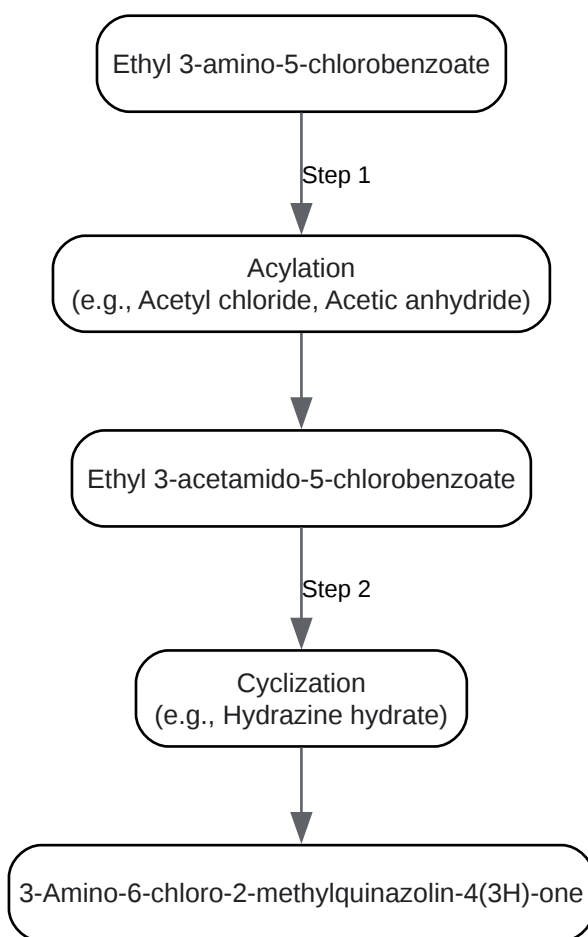 Ethyl 3-amino-5-chlorobenzoate
Step 1
Acylation
(e.g., Acetyl chloride, Acetic anhydride)
Ethyl 3-acetamido-5-chlorobenzoate
Step 2
Cyclization
(e.g., Hydrazine hydrate)
3-Amino-6-chloro-2-methylquinazolin-4(3H)-one